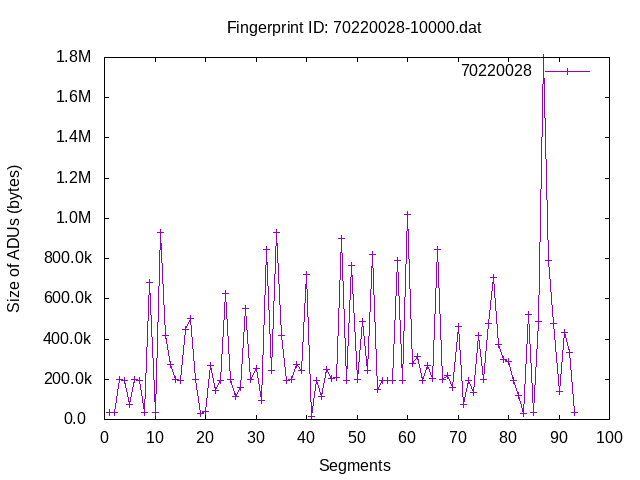 Fingerprint ID: 70220028-10000.dat
1.8M
70220028
1.6M
1.4M
1.2M
1.0M
800.0k
600.0k
400.0k
200.0k
0.0
Size of ADUs (bytes)
0 10 20 30 40 50 60 70 80 90 100
Segments